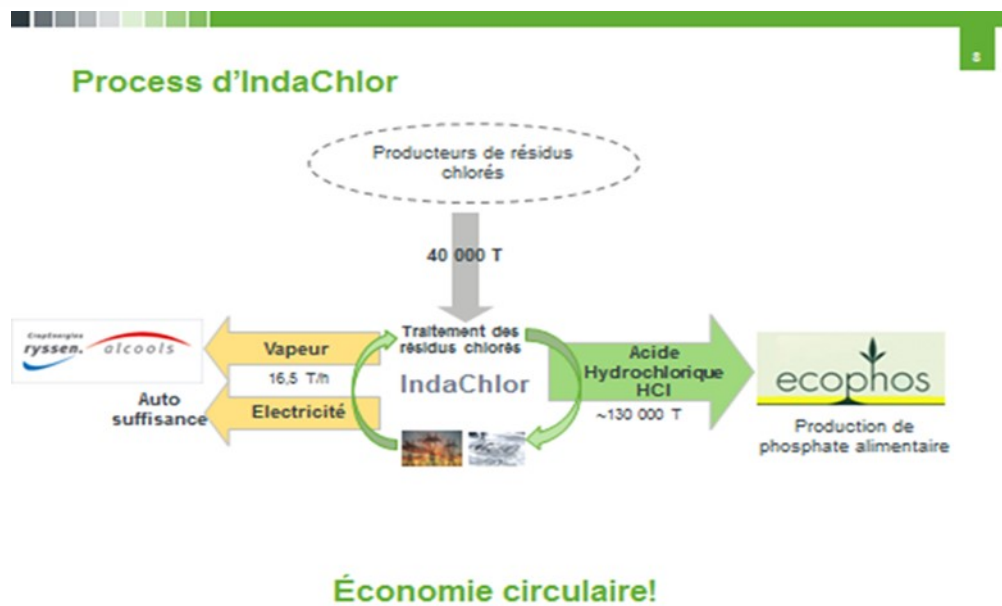 8
Process d'IndaChlor
Producteurs de résidus
chlorés
40 000 T
CropEnergies
ryssen. alcools
Vapeur
16,5 T/h
Electricité
Auto
suffisance
Traitement des
résidus chlorés
IndaChlor
Acide
Hydrochlorique
HCl
~130 000 T
ecophos
Production de
phosphate alimentaire
Économie circulaire!